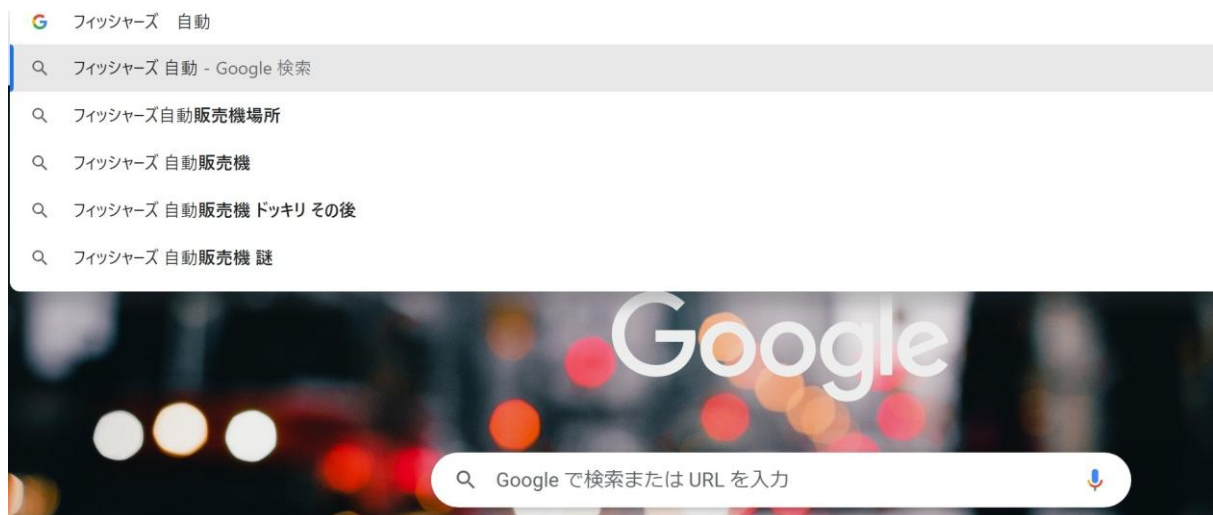 フィッシャーズ　自動
フィッシャーズ 自動 - Google 検索
フィッシャーズ自動販売機場所
フィッシャーズ 自動販売機
フィッシャーズ 自動販売機 ドッキリ その後
フィッシャーズ 自動販売機 謎
Google
Google で検索または URL を入力